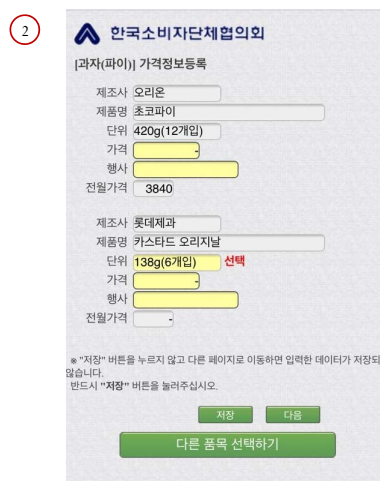 2
한국소비자단체협의회
[과자(파이)] 가격정보등록
제조사 오리온
제품명 초코파이
단위 420g(12개입)
가격 -
행사
전월가격 3840
제조사 롯데제과
제품명 카스타드 오리지날
단위 138g(6개입) 선택
가격 -
행사
전월가격 -
※ "저장" 버튼을 누르지 않고 다른 페이지로 이동하면 입력한 데이터가 저장되
않습니다.
반드시 "저장" 버튼을 눌러주십시오.
저장 다음
다른 품목 선택하기